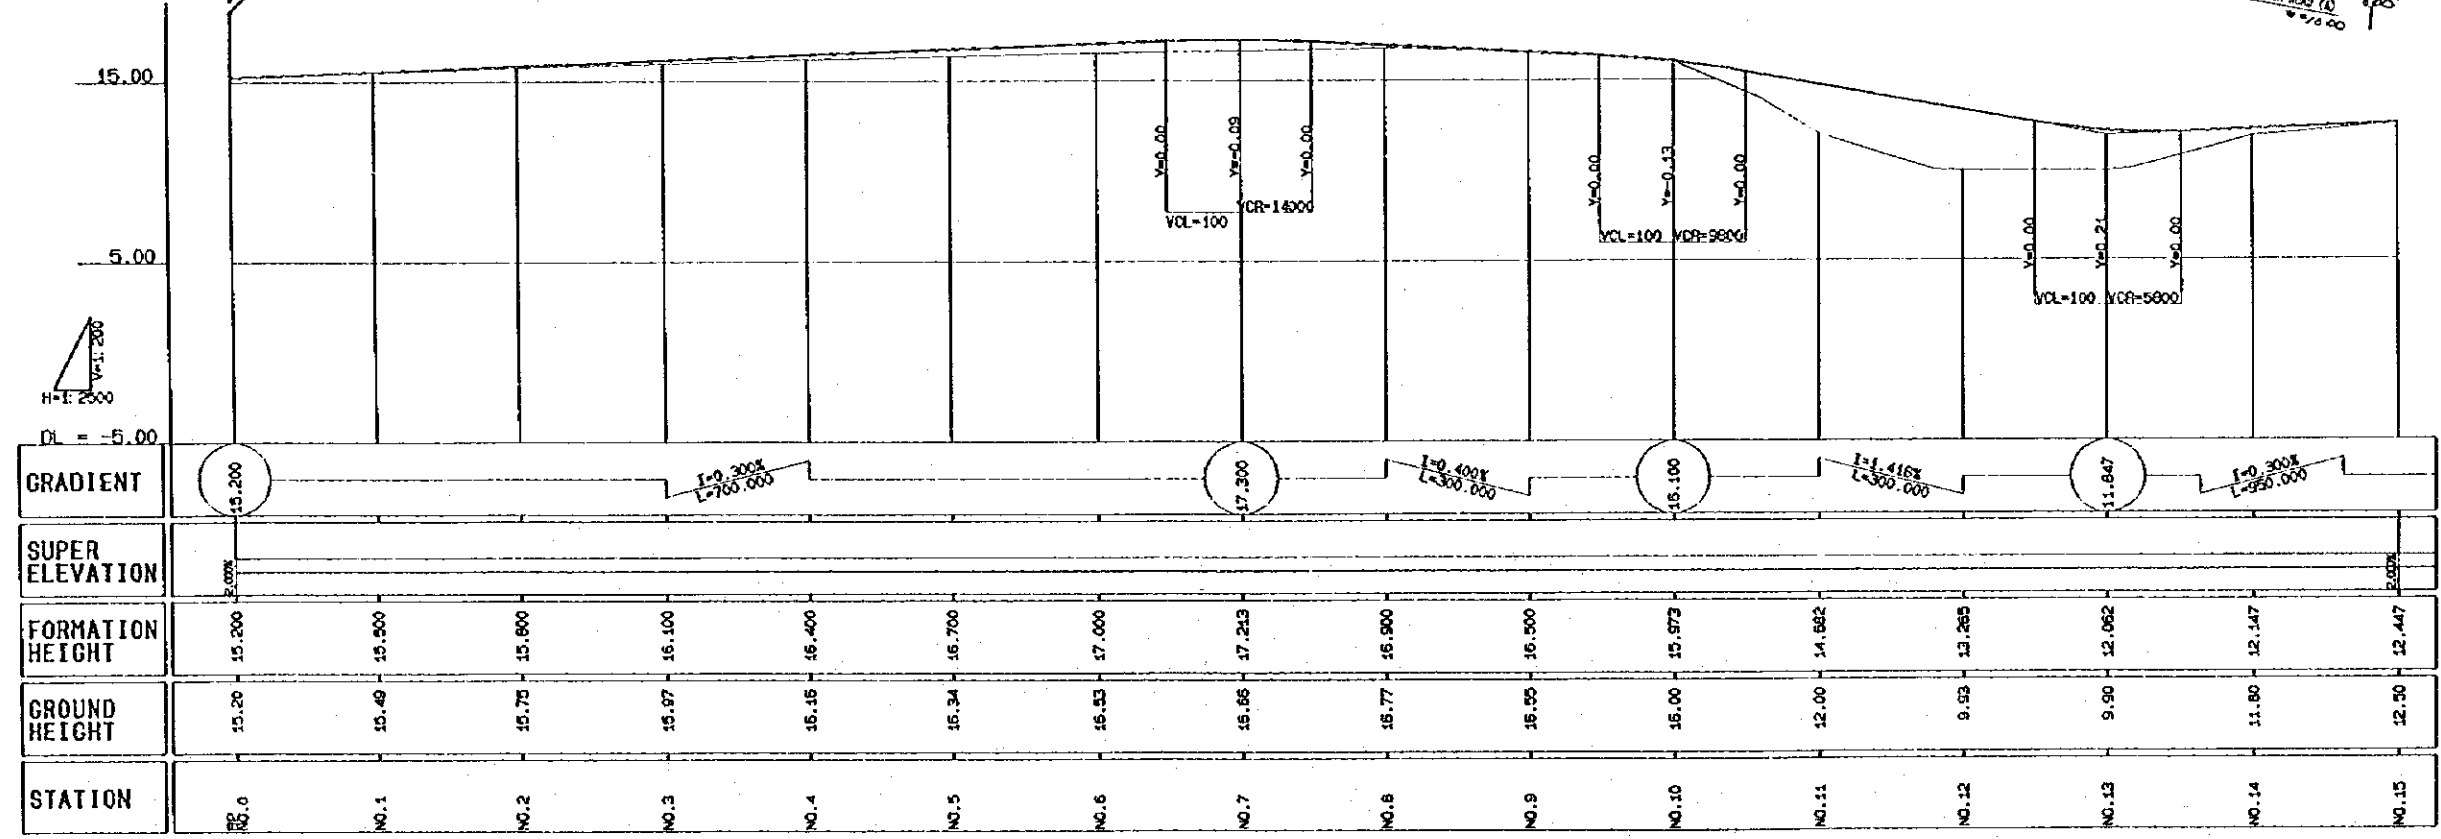 15.00
5.00
V=1:200
H=1:2500
DL = -5.00
Y=0.00
Y=-0.09
Y=0.00
VCL=100
VCR=14000
Y=0.00
Y=-0.13
Y=0.00
VCL=100
VCR=9800
Y=0.00
Y=0.21
Y=0.00
VCL=100
VCR=5800
GRADIENT
15.200
I=0.300%
L=700.000
17.300
I=0.400%
L=300.000
16.100
I=1.418%
L=300.000
11.847
I=0.300%
L=950.000
SUPER
ELEVATION
2.000%
2.000%
FORMATION
HEIGHT
15.200
15.500
15.800
16.100
16.400
16.700
17.000
17.213
16.900
16.500
15.973
14.682
13.265
12.062
12.147
12.447
GROUND
HEIGHT
15.20
15.49
15.75
15.97
16.16
16.34
16.53
16.66
16.77
16.55
16.00
12.00
9.93
9.90
11.80
12.50
STATION
NO.0
NO.1
NO.2
NO.3
NO.4
NO.5
NO.6
NO.7
NO.8
NO.9
NO.10
NO.11
NO.12
NO.13
NO.14
NO.15